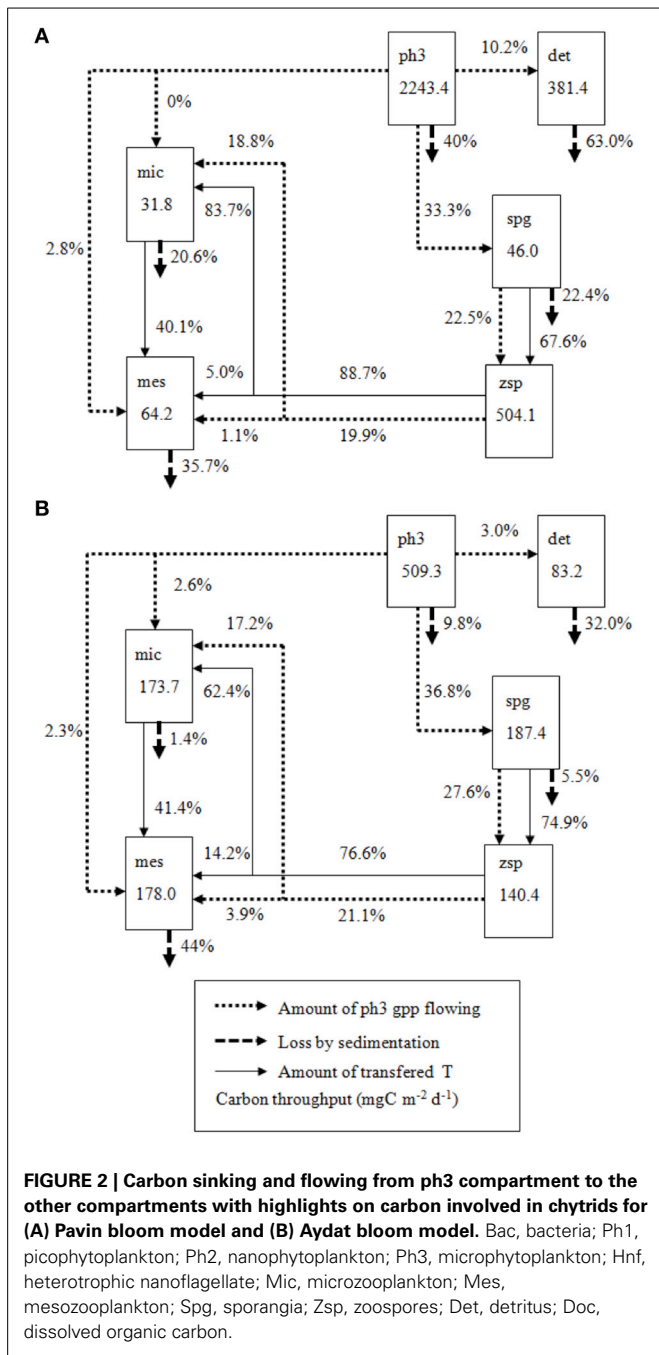 A
ph3
2243.4
10.2%
det
381.4
0%
40%
63.0%
18.8%
mic
31.8
83.7%
33.3%
spg
46.0
2.8%
20.6%
22.4%
22.5%
40.1%
67.6%
mes
64.2
5.0%
88.7%
zsp
504.1
1.1%
19.9%
35.7%
B
ph3
509.3
3.0%
det
83.2
2.6%
9.8%
32.0%
17.2%
mic
173.7
62.4%
36.8%
spg
187.4
2.3%
1.4%
5.5%
27.6%
41.4%
74.9%
mes
178.0
14.2%
76.6%
zsp
140.4
3.9%
21.1%
44%
Amount of ph3 gpp flowing
Loss by sedimentation
Amount of transfered T
Carbon throughput (mgC m⁻² d⁻¹)
FIGURE 2 | Carbon sinking and flowing from ph3 compartment to the
other compartments with highlights on carbon involved in chytrids for
(A) Pavin bloom model and (B) Aydat bloom model. Bac, bacteria; Ph1,
picophytoplankton; Ph2, nanophytoplankton; Ph3, microphytoplankton; Hnf,
heterotrophic nanoflagellate; Mic, microzooplankton; Mes,
mesozooplankton; Spg, sporangia; Zsp, zoospores; Det, detritus; Doc,
dissolved organic carbon.